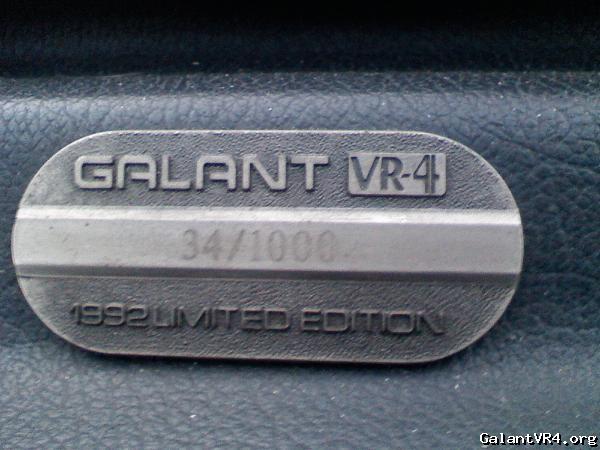 GALANT VR-4
34/1000
1992 LIMITED EDITION
GalantVR4.org